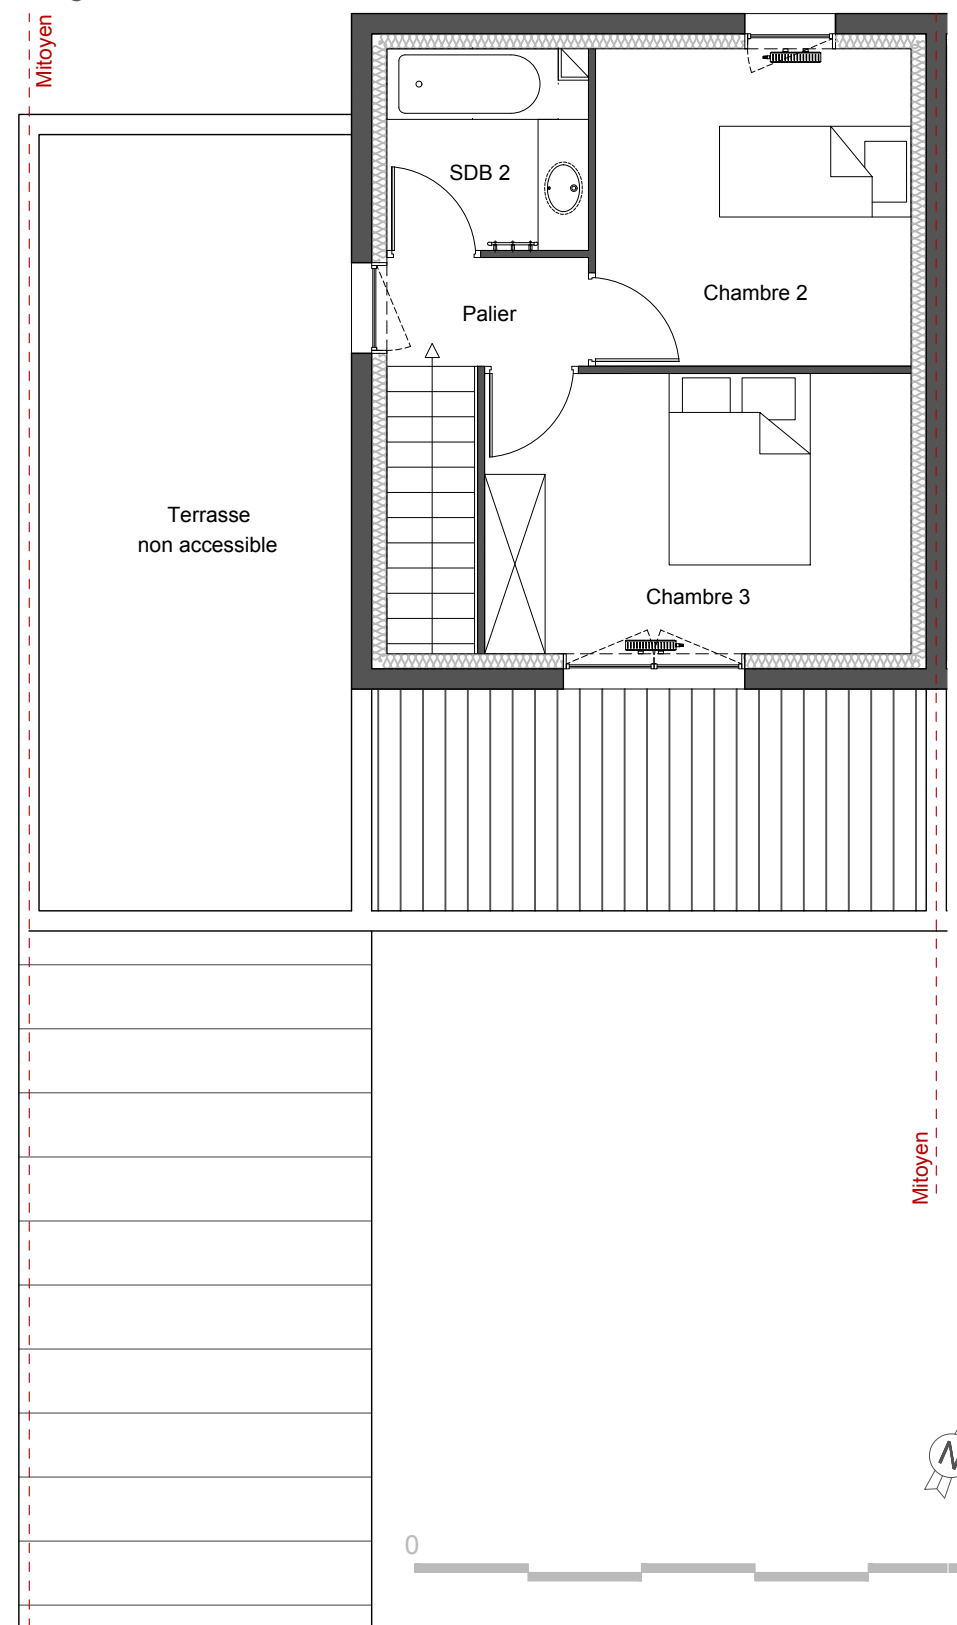 Mitoyen
SDB 2
Chambre 2
Palier
Terrasse
non accessible
Chambre 3
Mitoyen
N
0